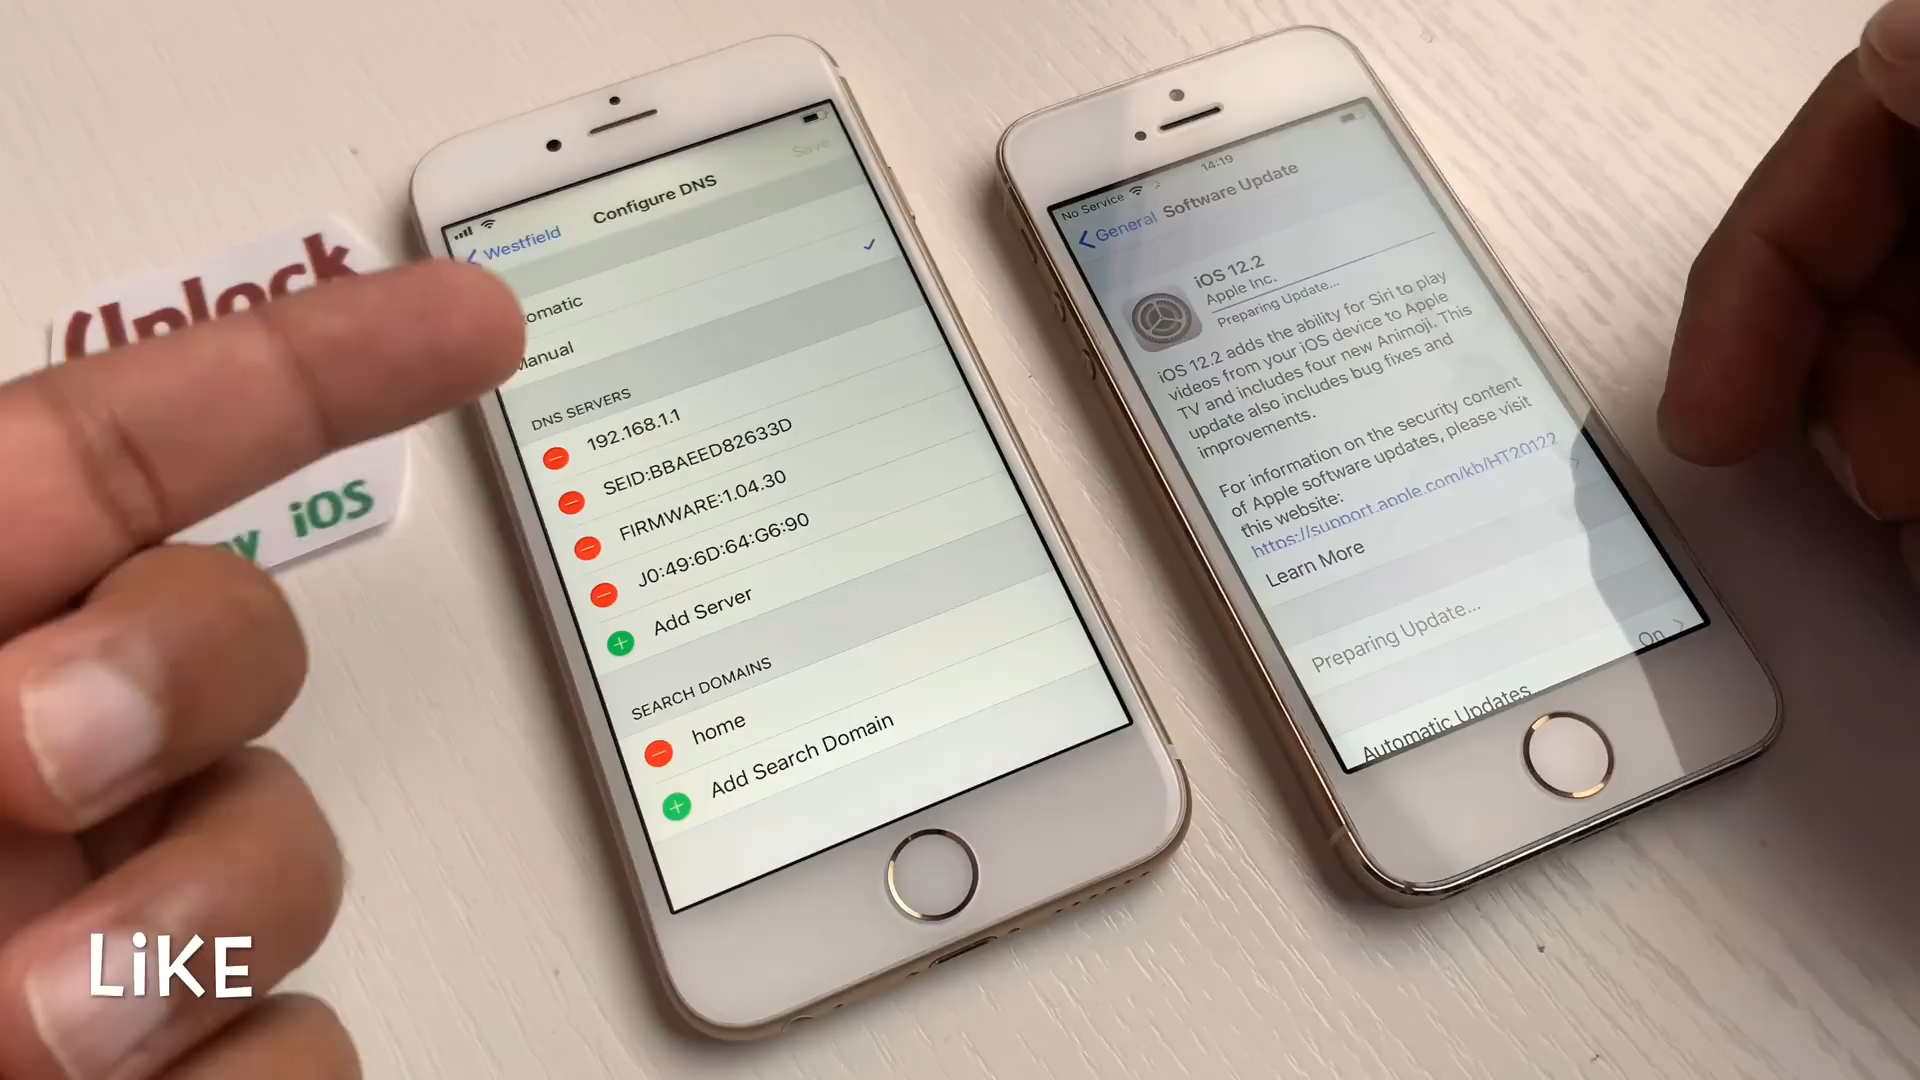 Unlock
iOS
Save
Configure DNS
Westfield
Manual
DNS SERVERS
192.168.1.1
SEID:BBAEED82633D
FIRMWARE:1.04.30
J0:49:6D:64:G6:90
Add Server
SEARCH DOMAINS
home
Add Search Domain
No Service
14:19
General
Software Update
iOS 12.2
Apple Inc.
Preparing Update...
iOS 12.2 adds the ability for Siri to play
videos from your iOS device to Apple
TV and includes four new Animoji. This
update also includes bug fixes and
improvements.
For information on the security content
of Apple software updates, please visit
this website:
https://support.apple.com/kb/HT20122
Learn More
Preparing Update...
Automatic Updates
On
LiKE